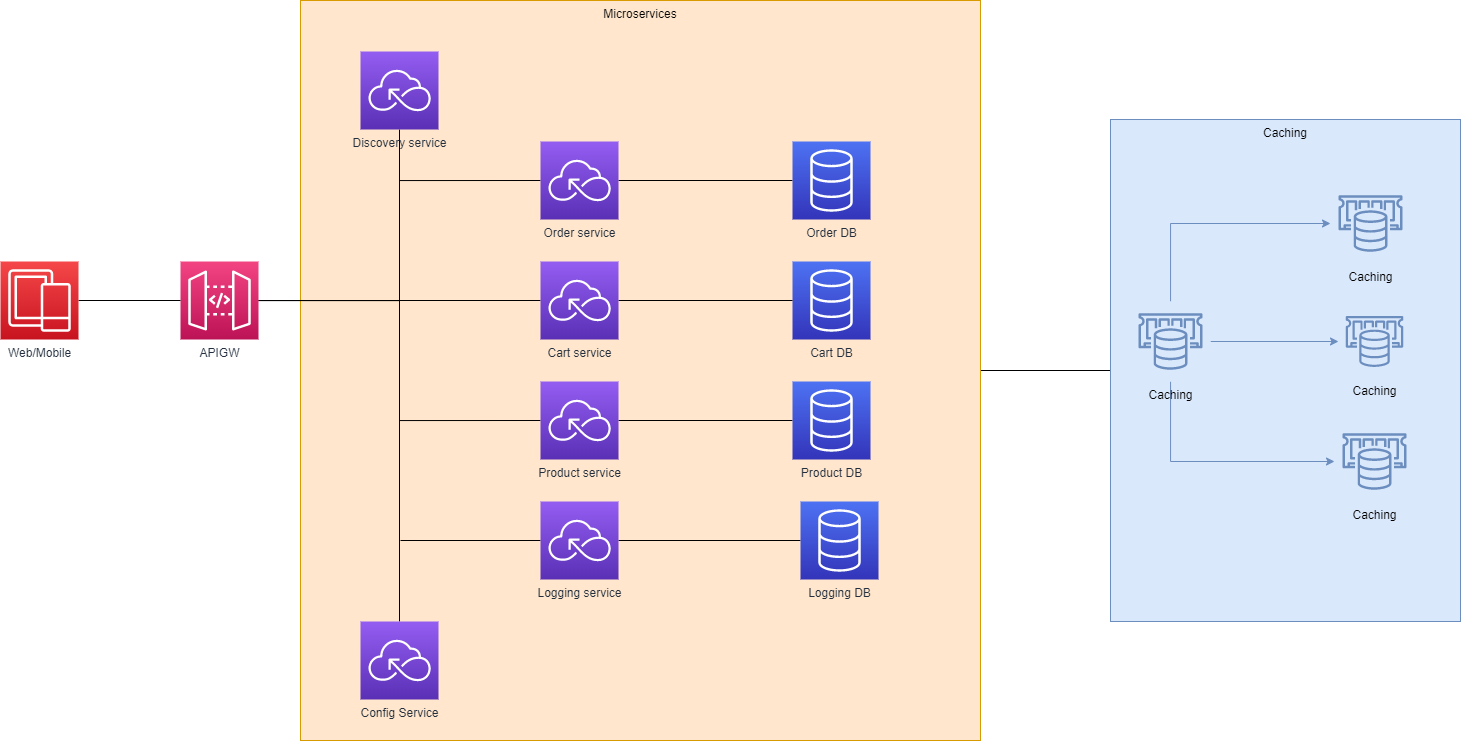 Microservices
Discovery service
Caching
Order service
Order DB
Caching
Web/Mobile
APIGW
Cart service
Cart DB
Caching
Caching
Product service
Product DB
Caching
Logging service
Logging DB
Config Service